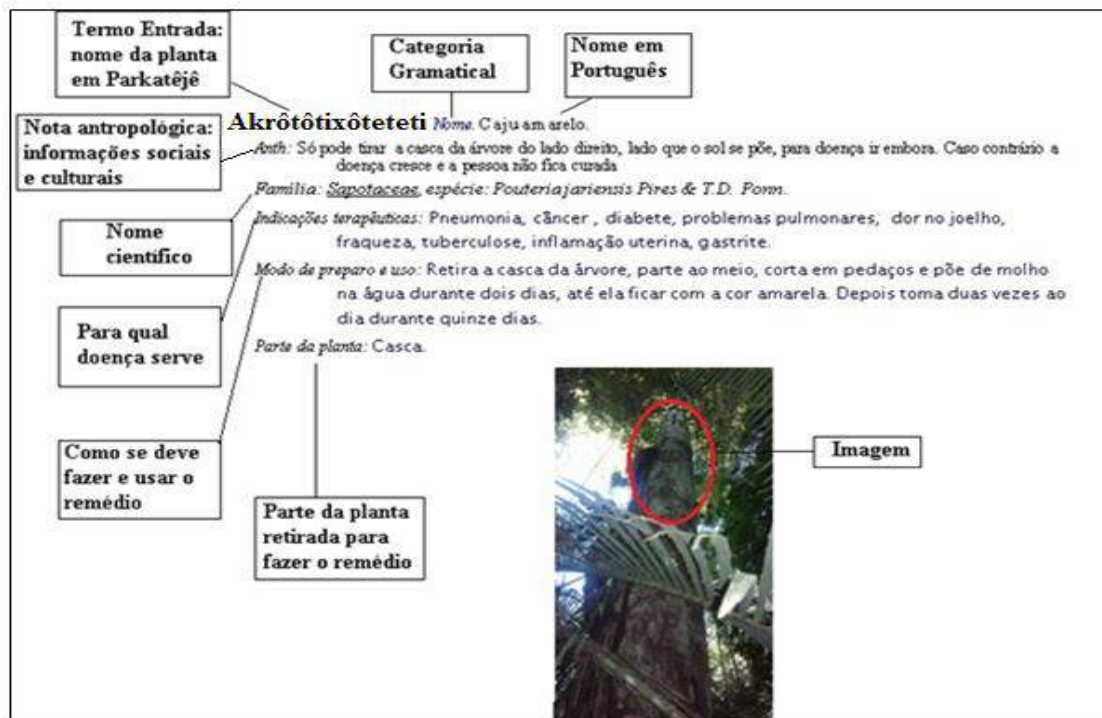 Termo Entrada:
nome da planta
em Parkatêjê
Categoria
Gramatical
Nome em
Português
Nota antropológica:
informações sociais
e culturais
Akrôtôtixôteteti Nome. Caju amarelo.
Anth: Só pode tirar a casca da árvore do lado direito, lado que o sol se põe, para doença ir embora. Caso contrário a
doença cresce e a pessoa não fica curada
Família: Sapotaceae, espécie: Pouteria jariensis Pires & T.D. Penn.
Nome
científico
Indicações terapêuticas: Pneumonia, câncer , diabete, problemas pulmonares, dor no joelho,
fraqueza, tuberculose, inflamação uterina, gastrite.
Modo de preparo e uso: Retira a casca da árvore, parte ao meio, corta em pedaços e põe de molho
na água durante dois dias, até ela ficar com a cor amarela. Depois toma duas vezes ao
dia durante quinze dias.
Para qual
doença serve
Parte da planta: Casca.
Como se deve
fazer e usar o
remédio
Imagem
Parte da planta
retirada para
fazer o remédio